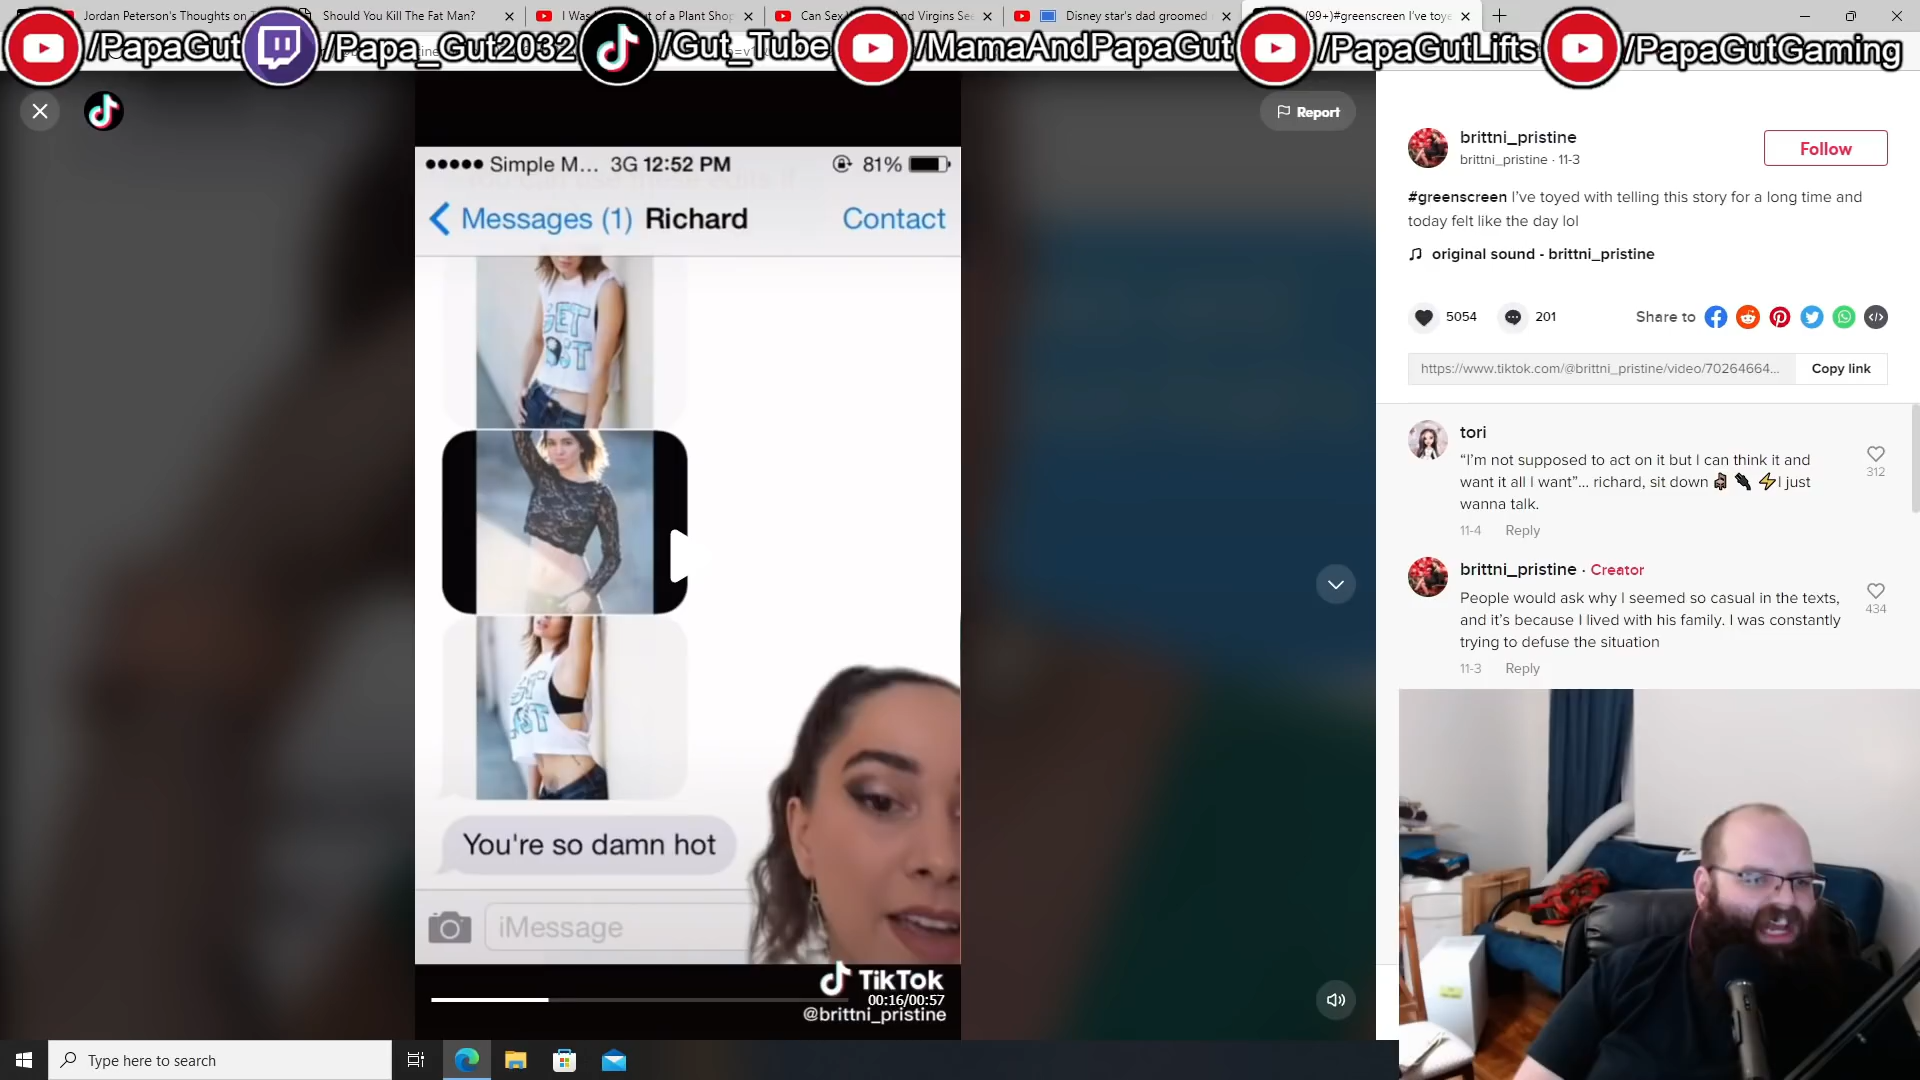 Jordan Peterson's Thoughts on T
Should You Kill The Fat Man?
I Was
ut of a Plant Shop
Can Sex
nd Virgins Se
Disney star's dad groomed
(99+)#greenscreen I've toye
/PapaGut
/Papa_Gut2032
/Gut_Tube
/MamaAndPapaGut
/PapaGutLifts
/PapaGutGaming
Report
Simple M... 3G 12:52 PM 81%
Messages (1) Richard Contact
GET
You're so damn hot
iMessage
TikTok
00:16/00:57
@brittni_pristine
brittni_pristine
brittni_pristine · 11-3
Follow
#greenscreen I've toyed with telling this story for a long time and
today felt like the day lol
original sound - brittni_pristine
5054 201 Share to
https://www.tiktok.com/@brittni_pristine/video/70264664... Copy link
tori
“I'm not supposed to act on it but I can think it and
want it all I want”... richard, sit down I just
wanna talk.
312
11-4 Reply
brittni_pristine · Creator
People would ask why I seemed so casual in the texts,
and it's because I lived with his family. I was constantly
trying to defuse the situation
434
11-3 Reply
Type here to search